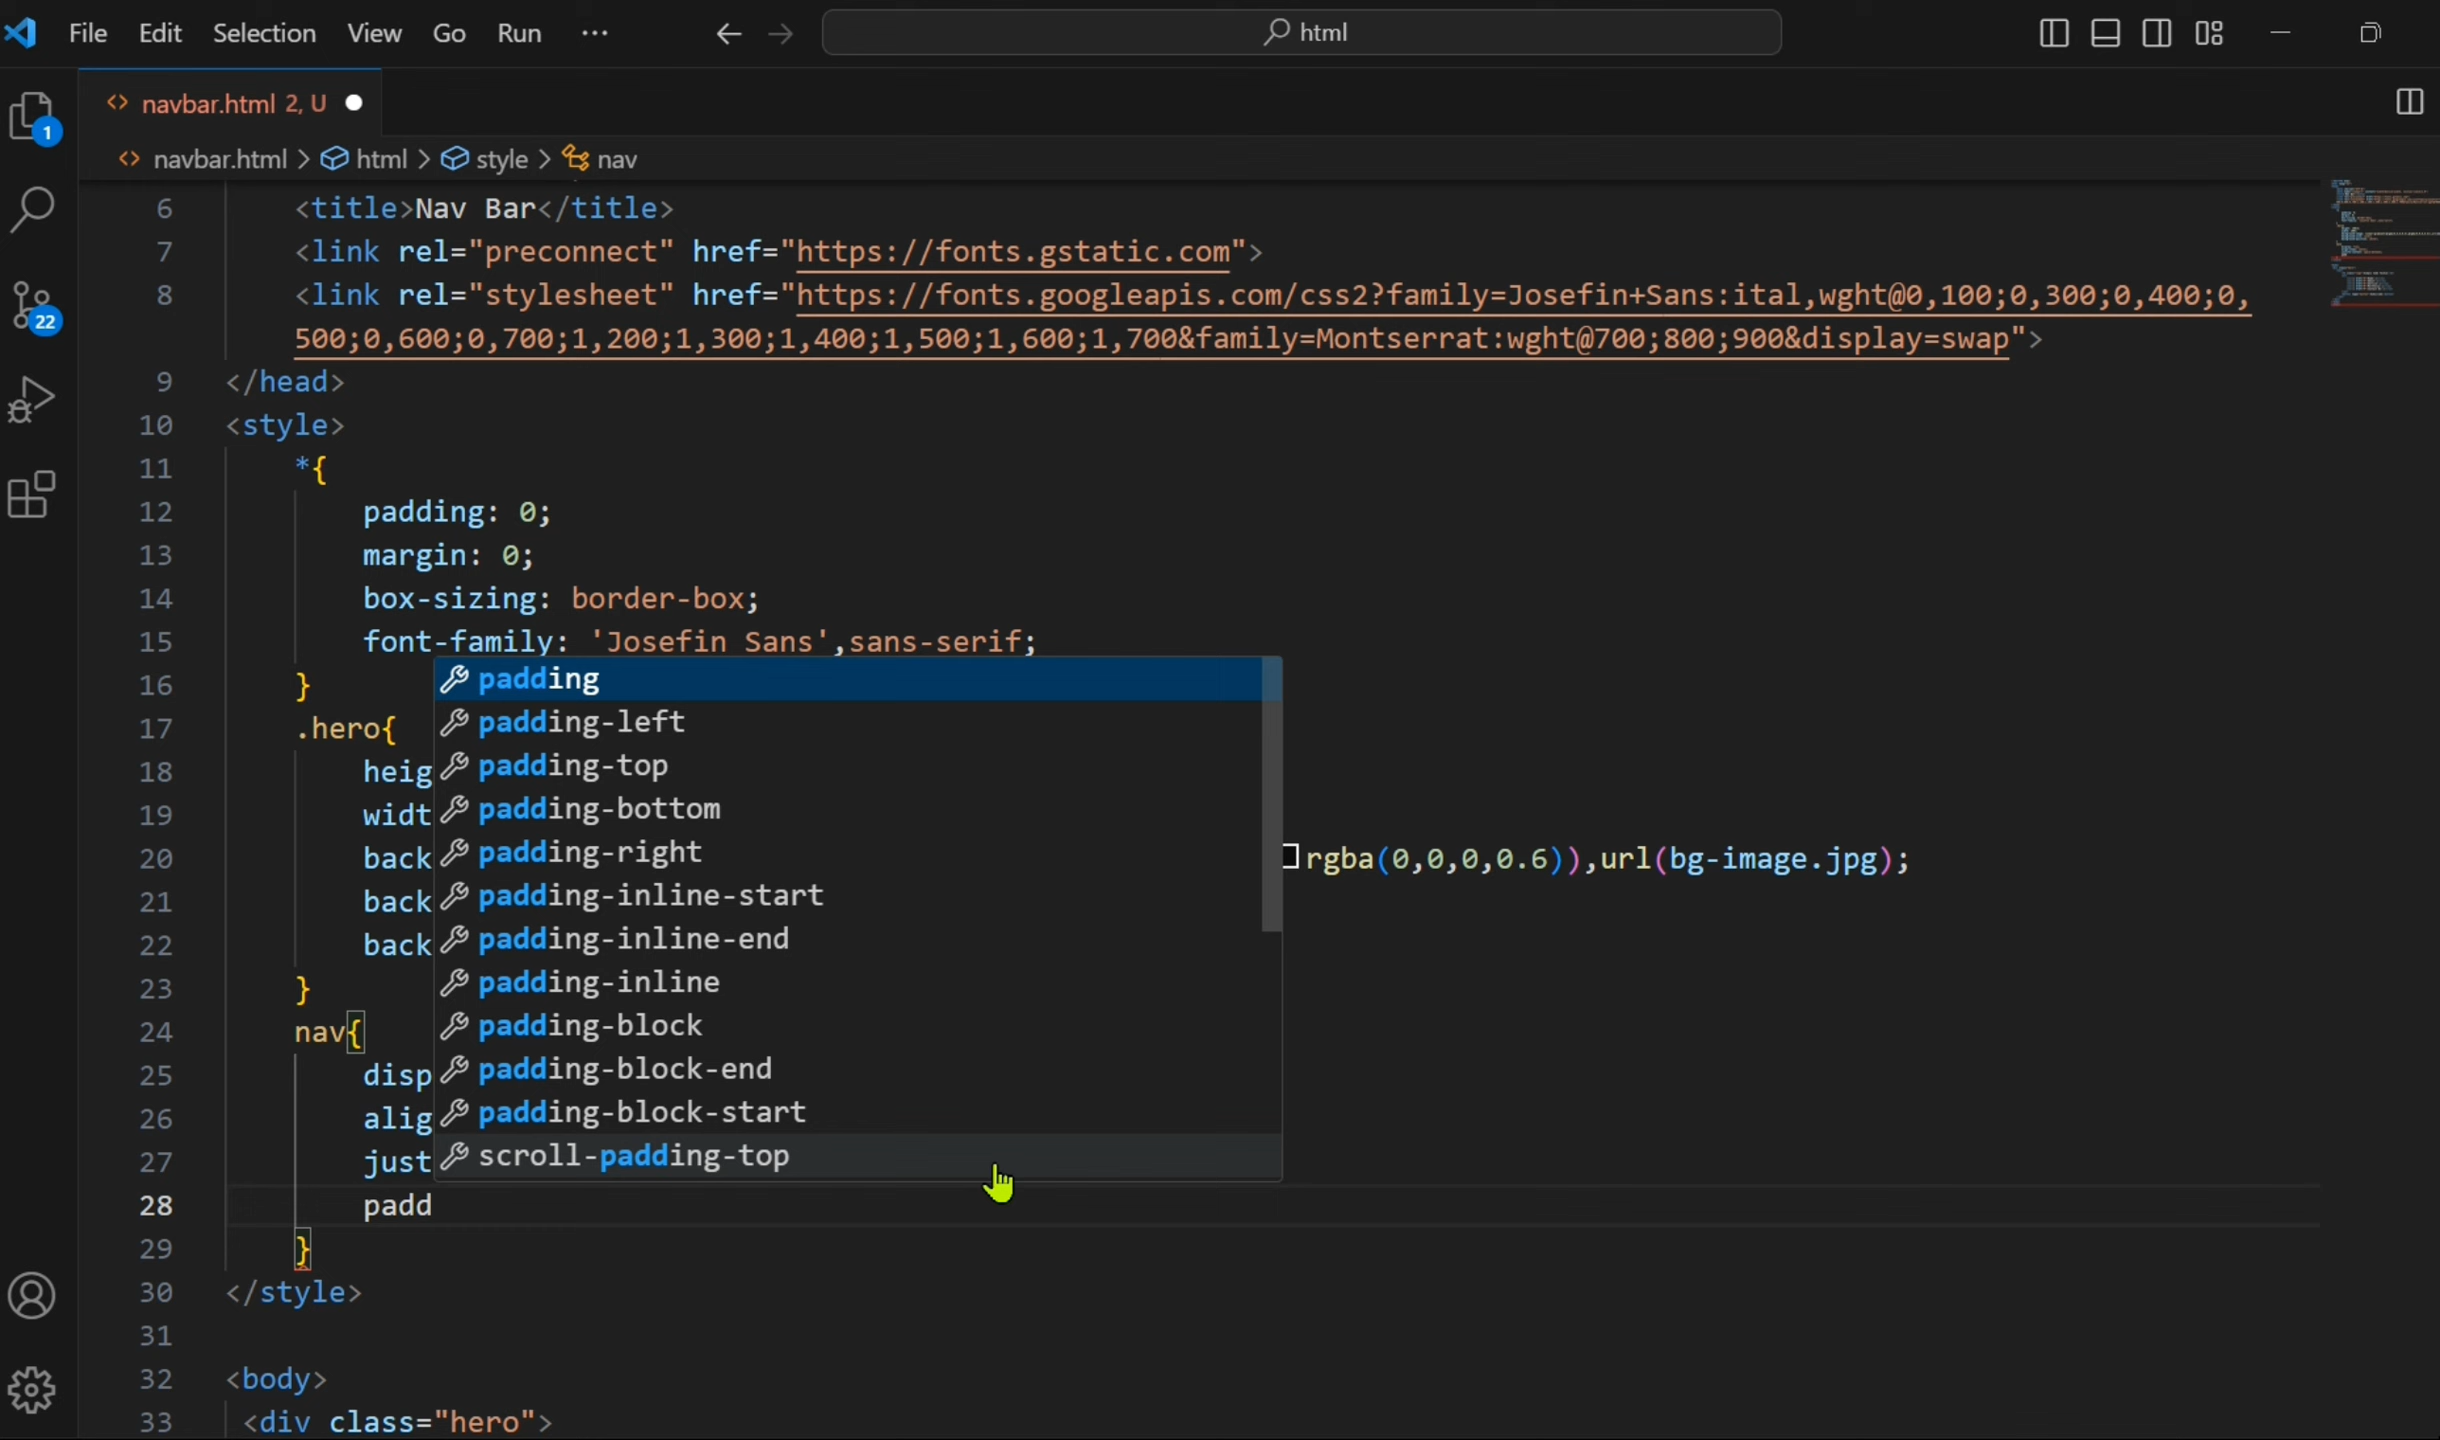 File Edit Selection View Go Run ··· html
navbar.html 2, U
navbar.html > html > style > nav
1
22
6 <title>Nav Bar</title>
7 <link rel="preconnect" href="https://fonts.gstatic.com">
8 <link rel="stylesheet" href="https://fonts.googleapis.com/css2?family=Josefin+Sans:ital,wght@0,100;0,300;0,400;0,
500;0,600;0,700;1,200;1,300;1,400;1,500;1,600;1,700&family=Montserrat:wght@700;800;900&display=swap">
9 </head>
10 <style>
11 *{
12 padding: 0;
13 margin: 0;
14 box-sizing: border-box;
15 font-family: 'Josefin Sans',sans-serif;
16 }
17 .hero{
18 heig
19 widt
20 back rgba(0,0,0,0.6)),url(bg-image.jpg);
21 back
22 back
23 }
24 nav{
25 disp
26 alig
27 just
28 padd
29 }
30 </style>
31
32 <body>
33 <div class="hero">
padding
padding-left
padding-top
padding-bottom
padding-right
padding-inline-start
padding-inline-end
padding-inline
padding-block
padding-block-end
padding-block-start
scroll-padding-top